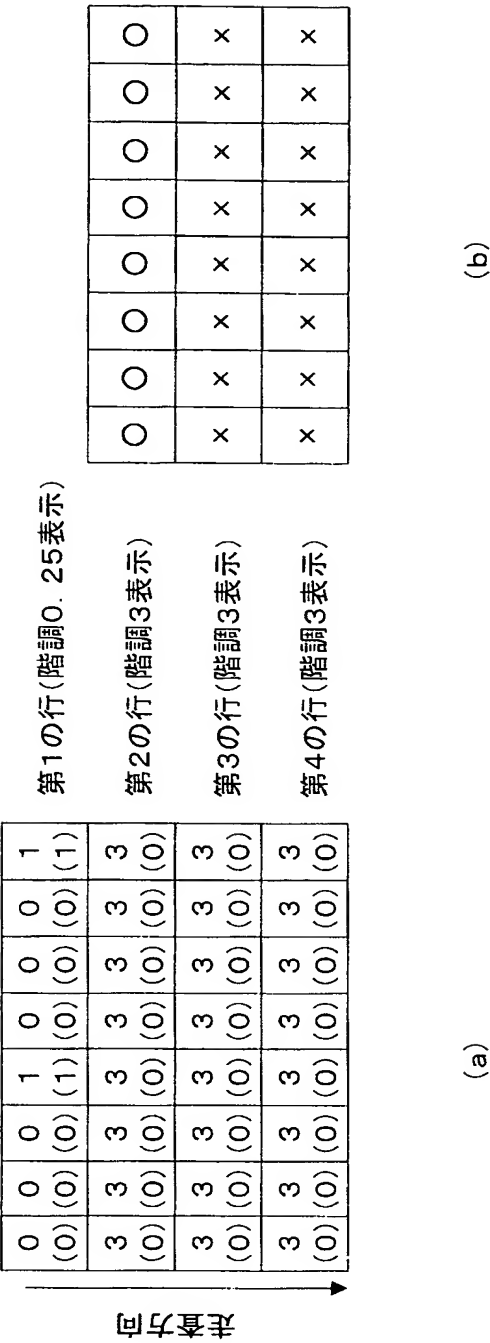 走査方向
0 0 0 1 0 0 0 1
(0) (0) (0) (1) (0) (0) (0) (1)
第1の行(階調0.25表示)
3 3 3 3 3 3 3 3
(0) (0) (0) (0) (0) (0) (0) (0)
第2の行(階調3表示)
3 3 3 3 3 3 3 3
(0) (0) (0) (0) (0) (0) (0) (0)
第3の行(階調3表示)
3 3 3 3 3 3 3 3
(0) (0) (0) (0) (0) (0) (0) (0)
第4の行(階調3表示)
(a)
○ ○ ○ ○ ○ ○ ○ ○
× × × × × × × ×
× × × × × × × ×
(b)